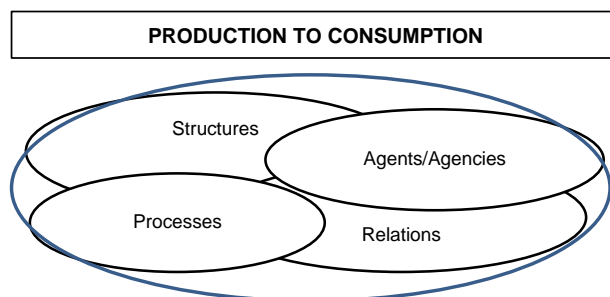 PRODUCTION TO CONSUMPTION
Structures
Agents/Agencies
Processes
Relations